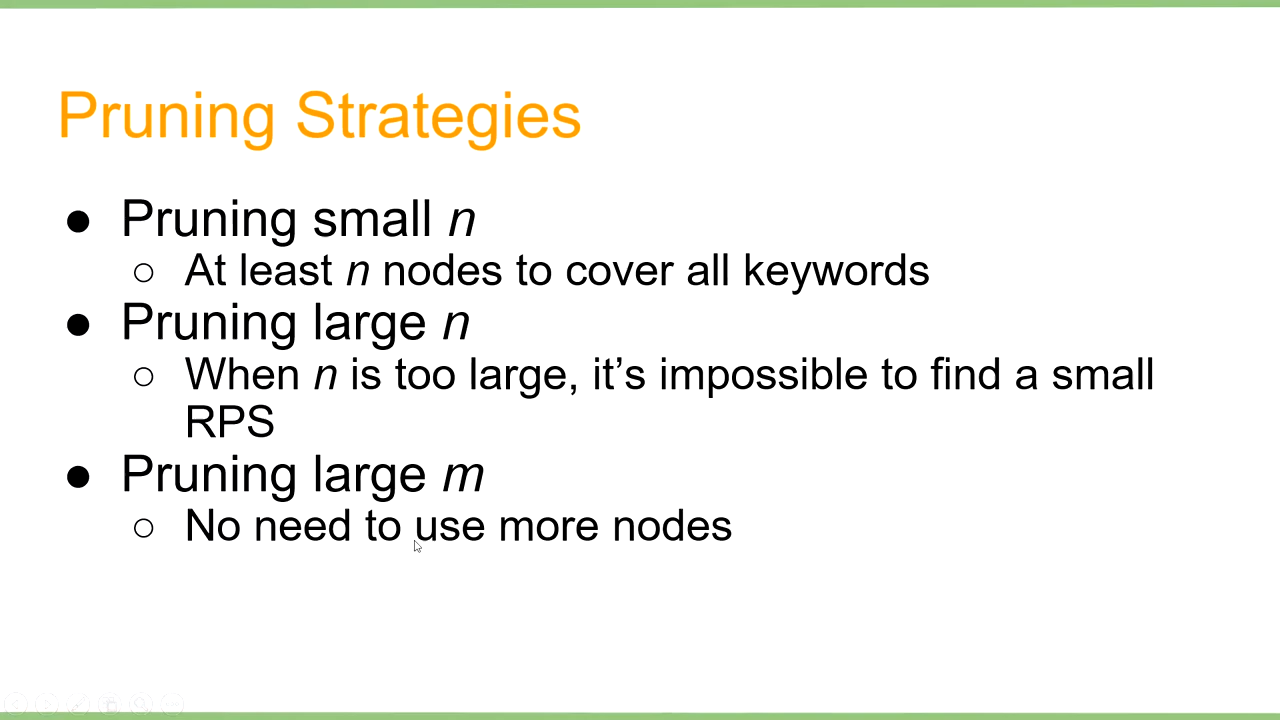 Pruning Strategies
● Pruning small n
○ At least n nodes to cover all keywords
● Pruning large n
○ When n is too large, it’s impossible to find a small
RPS
● Pruning large m
○ No need to use more nodes